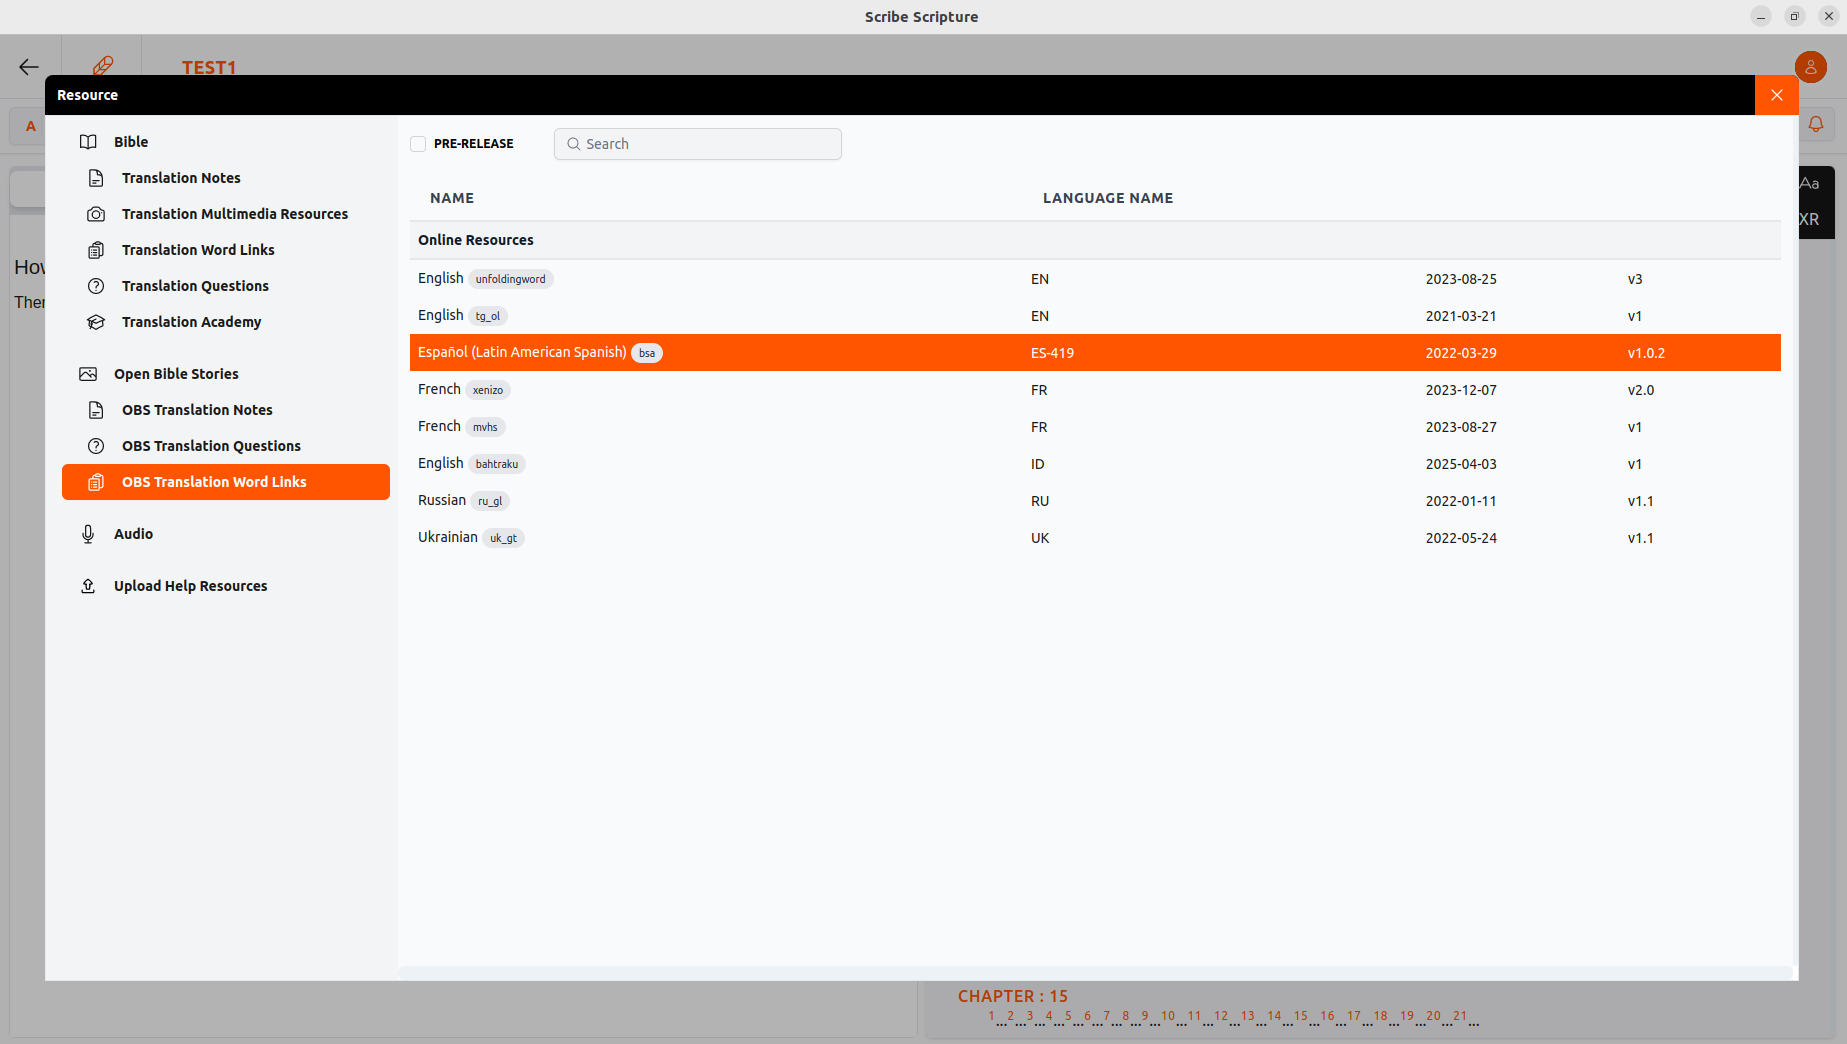 Scribe Scripture
TEST1
Resource
A
Bible
Translation Notes
Translation Multimedia Resources
Translation Word Links
Translation Questions
Translation Academy
Open Bible Stories
OBS Translation Notes
OBS Translation Questions
OBS Translation Word Links
Audio
Upload Help Resources
PRE-RELEASE Search
NAME LANGUAGE NAME
Online Resources
English unfoldingword EN 2023-08-25 v3
English tg_ol EN 2021-03-21 v1
Español (Latin American Spanish) bsa ES-419 2022-03-29 v1.0.2
French xenizo FR 2023-12-07 v2.0
French mvhs FR 2023-08-27 v1
English bahtraku ID 2025-04-03 v1
Russian ru_gl RU 2022-01-11 v1.1
Ukrainian uk_gt UK 2022-05-24 v1.1
Aa
XR
CHAPTER : 15
1... 2... 3... 4... 5... 6... 7... 8... 9... 10... 11... 12... 13... 14... 15... 16... 17... 18... 19... 20... 21...